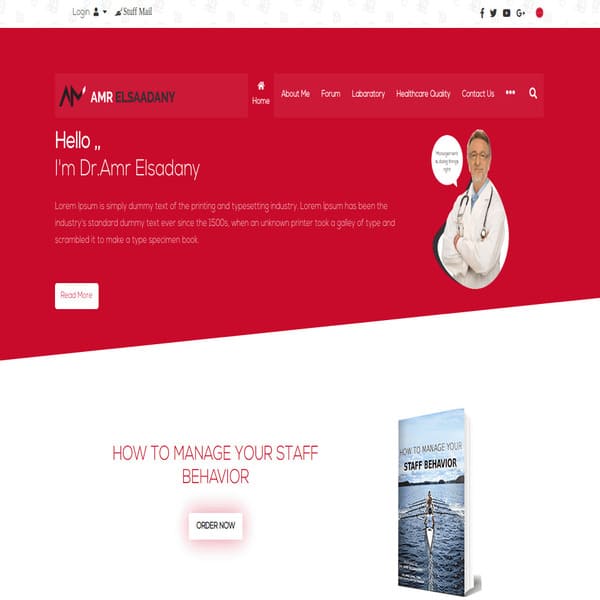 Login
Stuff Mail
AMR ELSAADANY
Home
About Me
Forum
Labaratory
Healthcare Quality
Contact Us
Hello ,,
I'm Dr.Amr Elsadany
Management
is doing things
right
Lorem Ipsum is simply dummy text of the printing and typesetting industry. Lorem Ipsum has been the
industry's standard dummy text ever since the 1500s, when an unknown printer took a galley of type and
scrambled it to make a type specimen book.
Read More
HOW TO MANAGE YOUR STAFF
BEHAVIOR
ORDER NOW
HOW TO MANAGE YOUR
STAFF BEHAVIOR